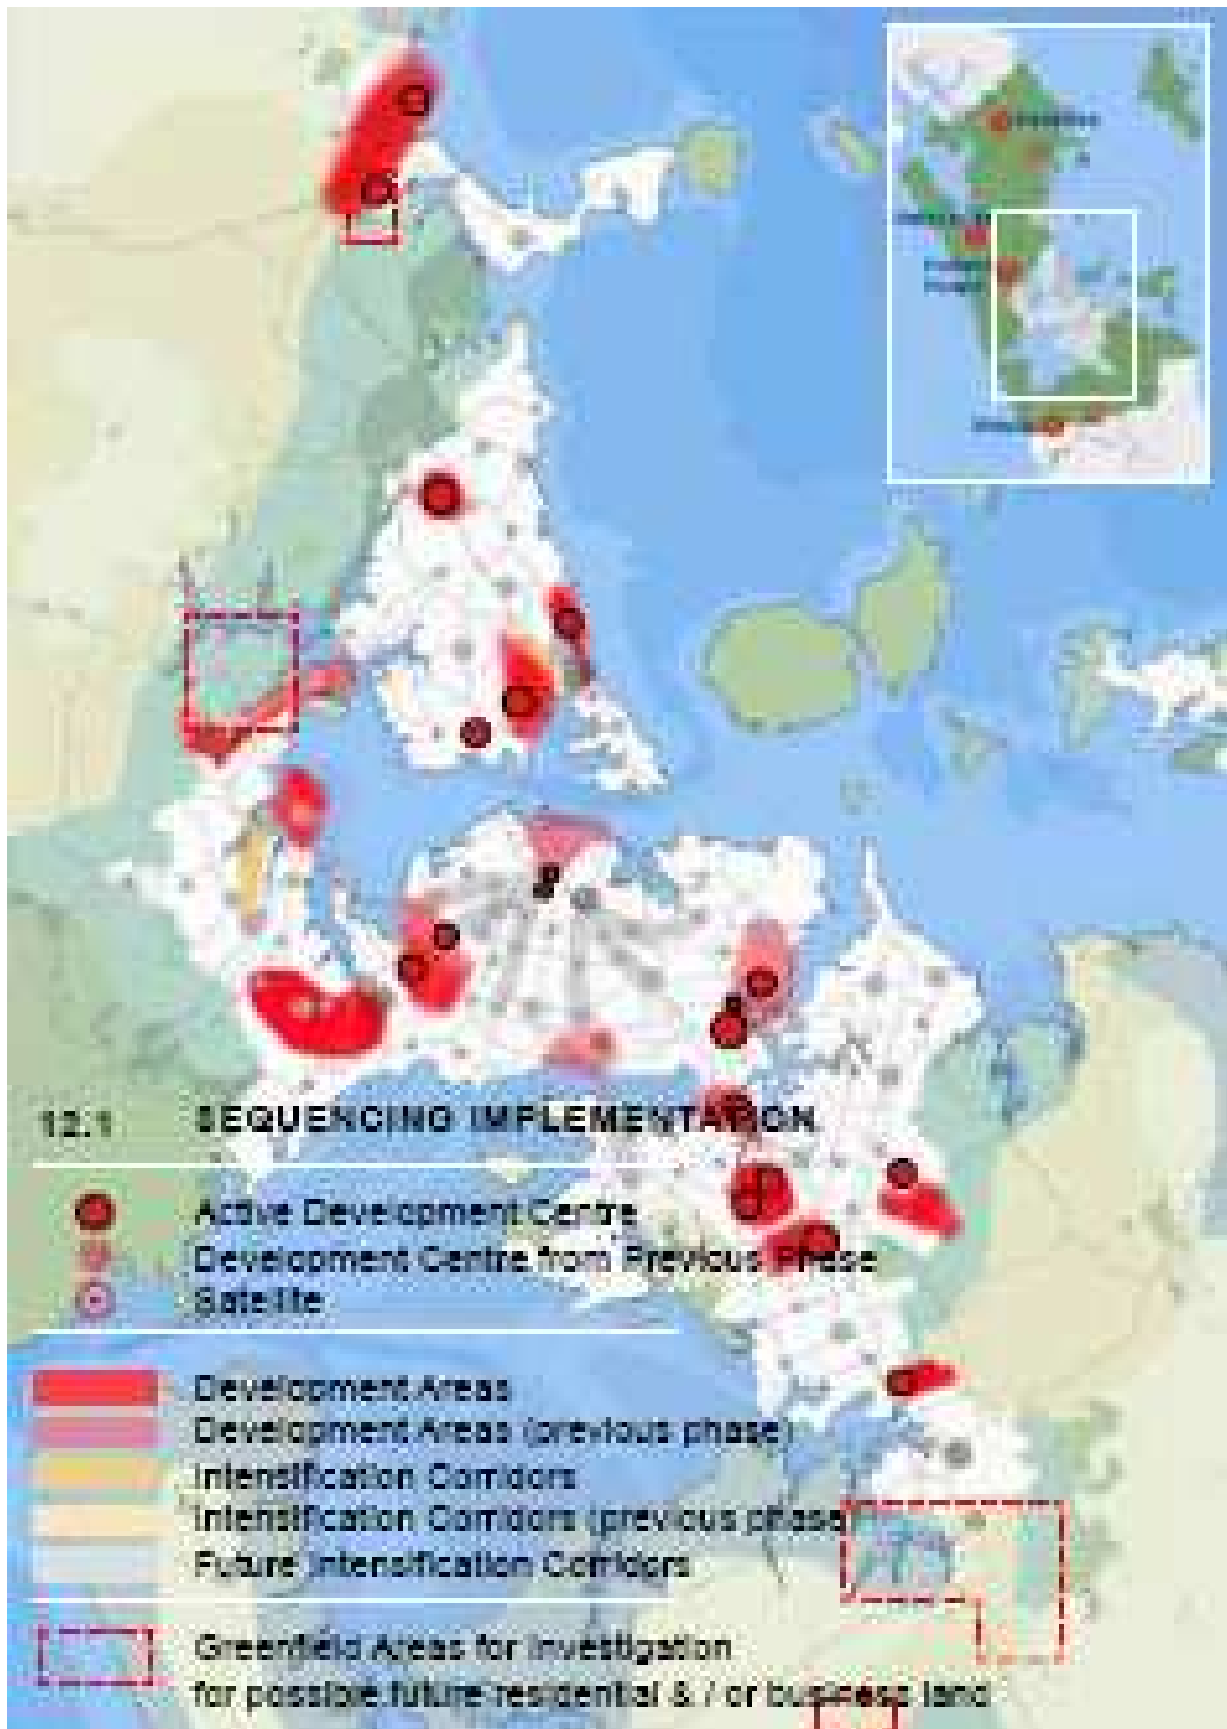 12.1 SEQUENCING IMPLEMENTATION
Active Development Centre
Development Centre from Previous Phase
Satellite
Development Areas
Development Areas (previous phase)
Intensification Corridors
Intensification Corridors (previous phase
Future Intensification Corridors
Greenfield Areas for Investigation
for possible future residential & / or business land